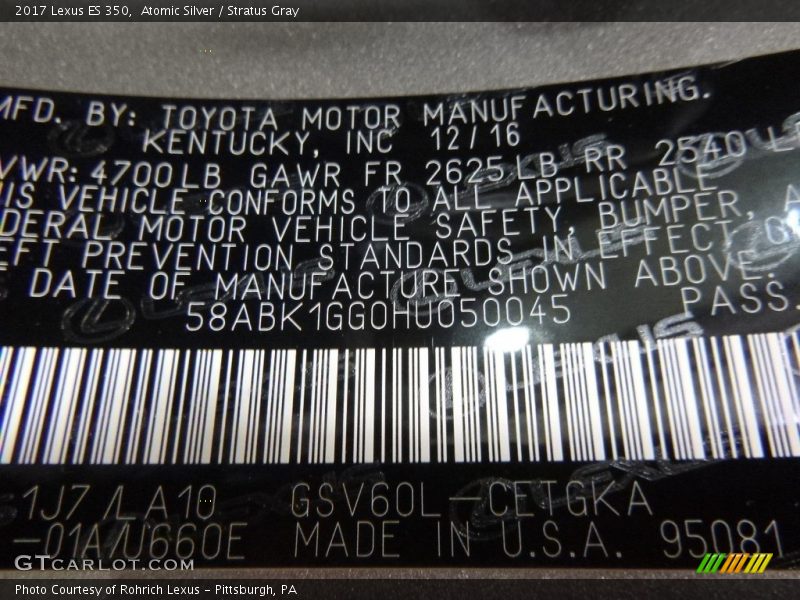 2017 Lexus ES 350, Atomic Silver / Stratus Gray
MFD. BY: TOYOTA MOTOR MANUFACTURING.
KENTUCKY, INC 12/16
VWR: 4700LB GAWR FR 2625LB RR 2540L
IS VEHICLE CONFORMS TO ALL APPLICABLE
DERAL MOTOR VEHICLE SAFETY, BUMPER, A
EFT PREVENTION STANDARDS IN EFFECT O
DATE OF MANUFACTURE SHOWN ABOVE.
58ABK1GG0HU050045 PASS.
1J7/LA10 GSV60L-CETGKA
-01A/U660E MADE IN U.S.A. 95081
GTcarlot.com
Photo Courtesy of Rohrich Lexus - Pittsburgh, PA